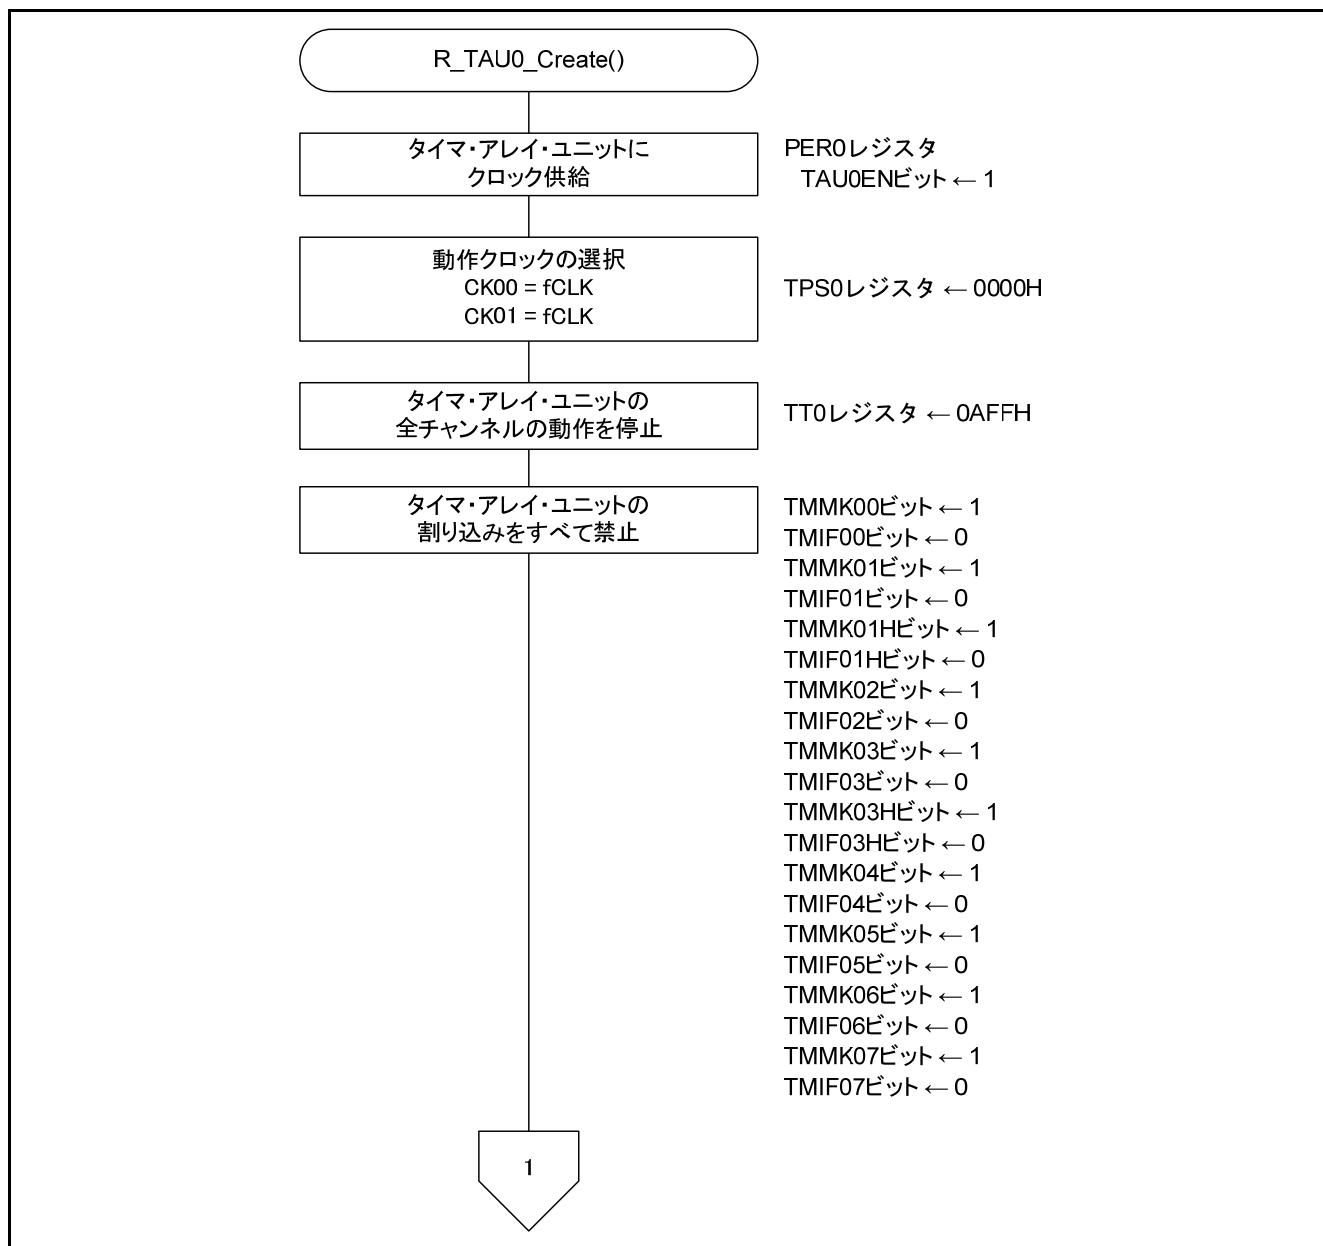 R_TAU0_Create()
タイマ・アレイ・ユニットに
クロック供給
PER0レジスタ
TAU0ENビット ← 1
動作クロックの選択
CK00 = fCLK
CK01 = fCLK
TPS0レジスタ ← 0000H
タイマ・アレイ・ユニットの
全チャンネルの動作を停止
TT0レジスタ ← 0AFFH
タイマ・アレイ・ユニットの
割り込みをすべて禁止
TMMK00ビット ← 1
TMIF00ビット ← 0
TMMK01ビット ← 1
TMIF01ビット ← 0
TMMK01Hビット ← 1
TMIF01Hビット ← 0
TMMK02ビット ← 1
TMIF02ビット ← 0
TMMK03ビット ← 1
TMIF03ビット ← 0
TMMK03Hビット ← 1
TMIF03Hビット ← 0
TMMK04ビット ← 1
TMIF04ビット ← 0
TMMK05ビット ← 1
TMIF05ビット ← 0
TMMK06ビット ← 1
TMIF06ビット ← 0
TMMK07ビット ← 1
TMIF07ビット ← 0
1